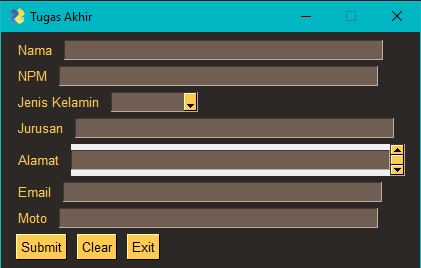 Tugas Akhir
Nama
NPM
Jenis Kelamin
Jurusan
Alamat
Email
Moto
Submit Clear Exit